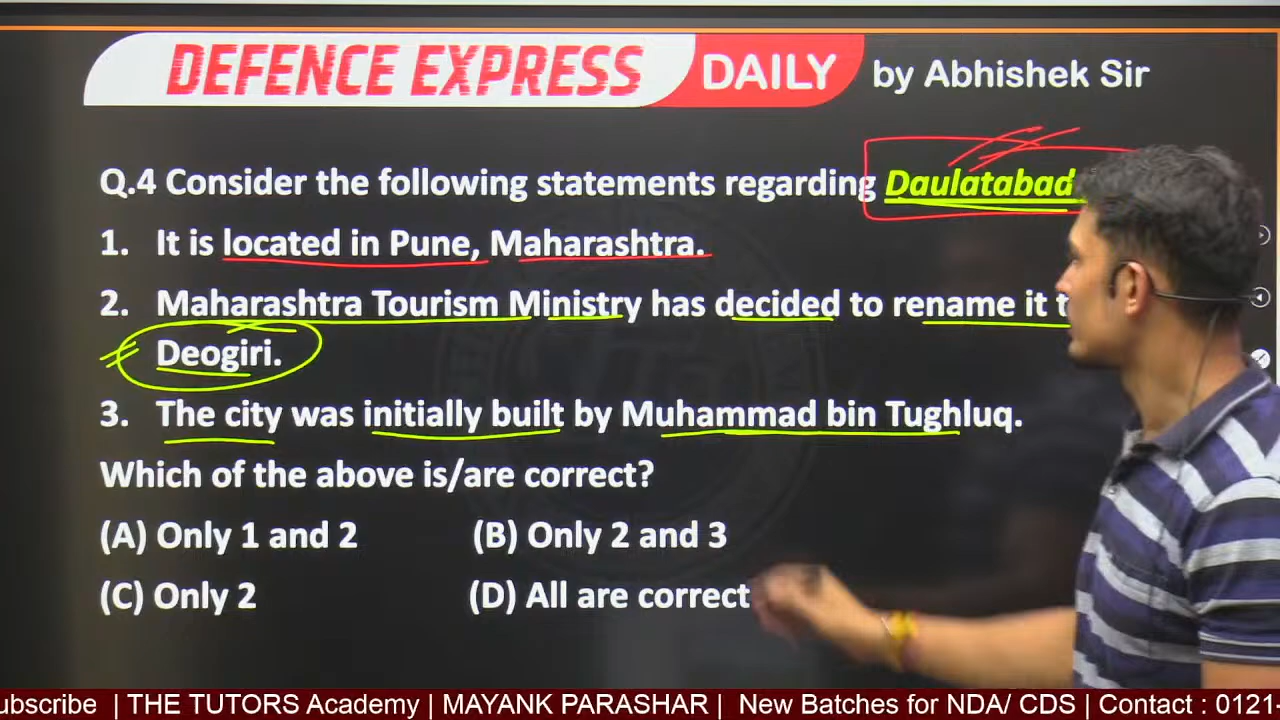 DEFENCE EXPRESS DAILY by Abhishek Sir
Q.4 Consider the following statements regarding Daulatabad
1. It is located in Pune, Maharashtra.
2. Maharashtra Tourism Ministry has decided to rename it t
Deogiri.
3. The city was initially built by Muhammad bin Tughluq.
Which of the above is/are correct?
(A) Only 1 and 2 (B) Only 2 and 3
(C) Only 2 (D) All are correct
ubscribe | THE TUTORS Academy | MAYANK PARASHAR | New Batches for NDA/ CDS | Contact : 0121-